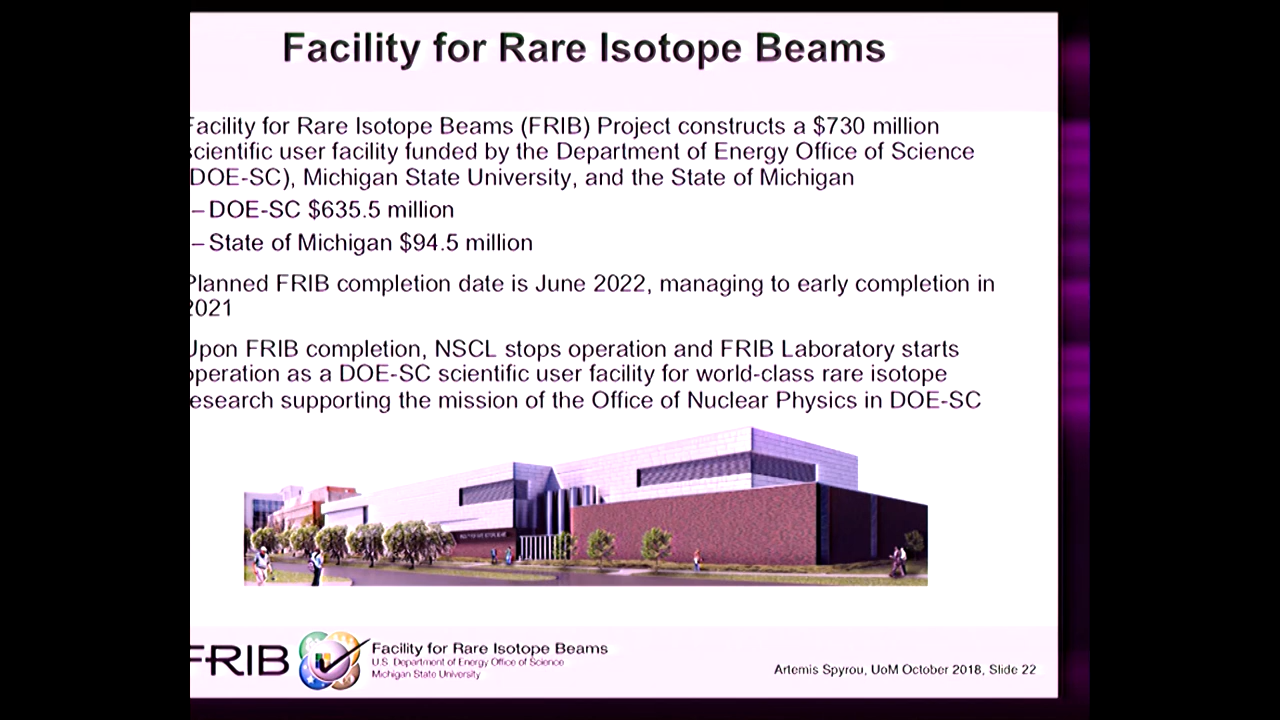 Facility for Rare Isotope Beams
Facility for Rare Isotope Beams (FRIB) Project constructs a $730 million
scientific user facility funded by the Department of Energy Office of Science
(DOE-SC), Michigan State University, and the State of Michigan
– DOE-SC $635.5 million
– State of Michigan $94.5 million
Planned FRIB completion date is June 2022, managing to early completion in
2021
Upon FRIB completion, NSCL stops operation and FRIB Laboratory starts
operation as a DOE-SC scientific user facility for world-class rare isotope
research supporting the mission of the Office of Nuclear Physics in DOE-SC
FRIB
Facility for Rare Isotope Beams
U.S. Department of Energy Office of Science
Michigan State University
Artemis Spyrou, UoM October 2018, Slide 22